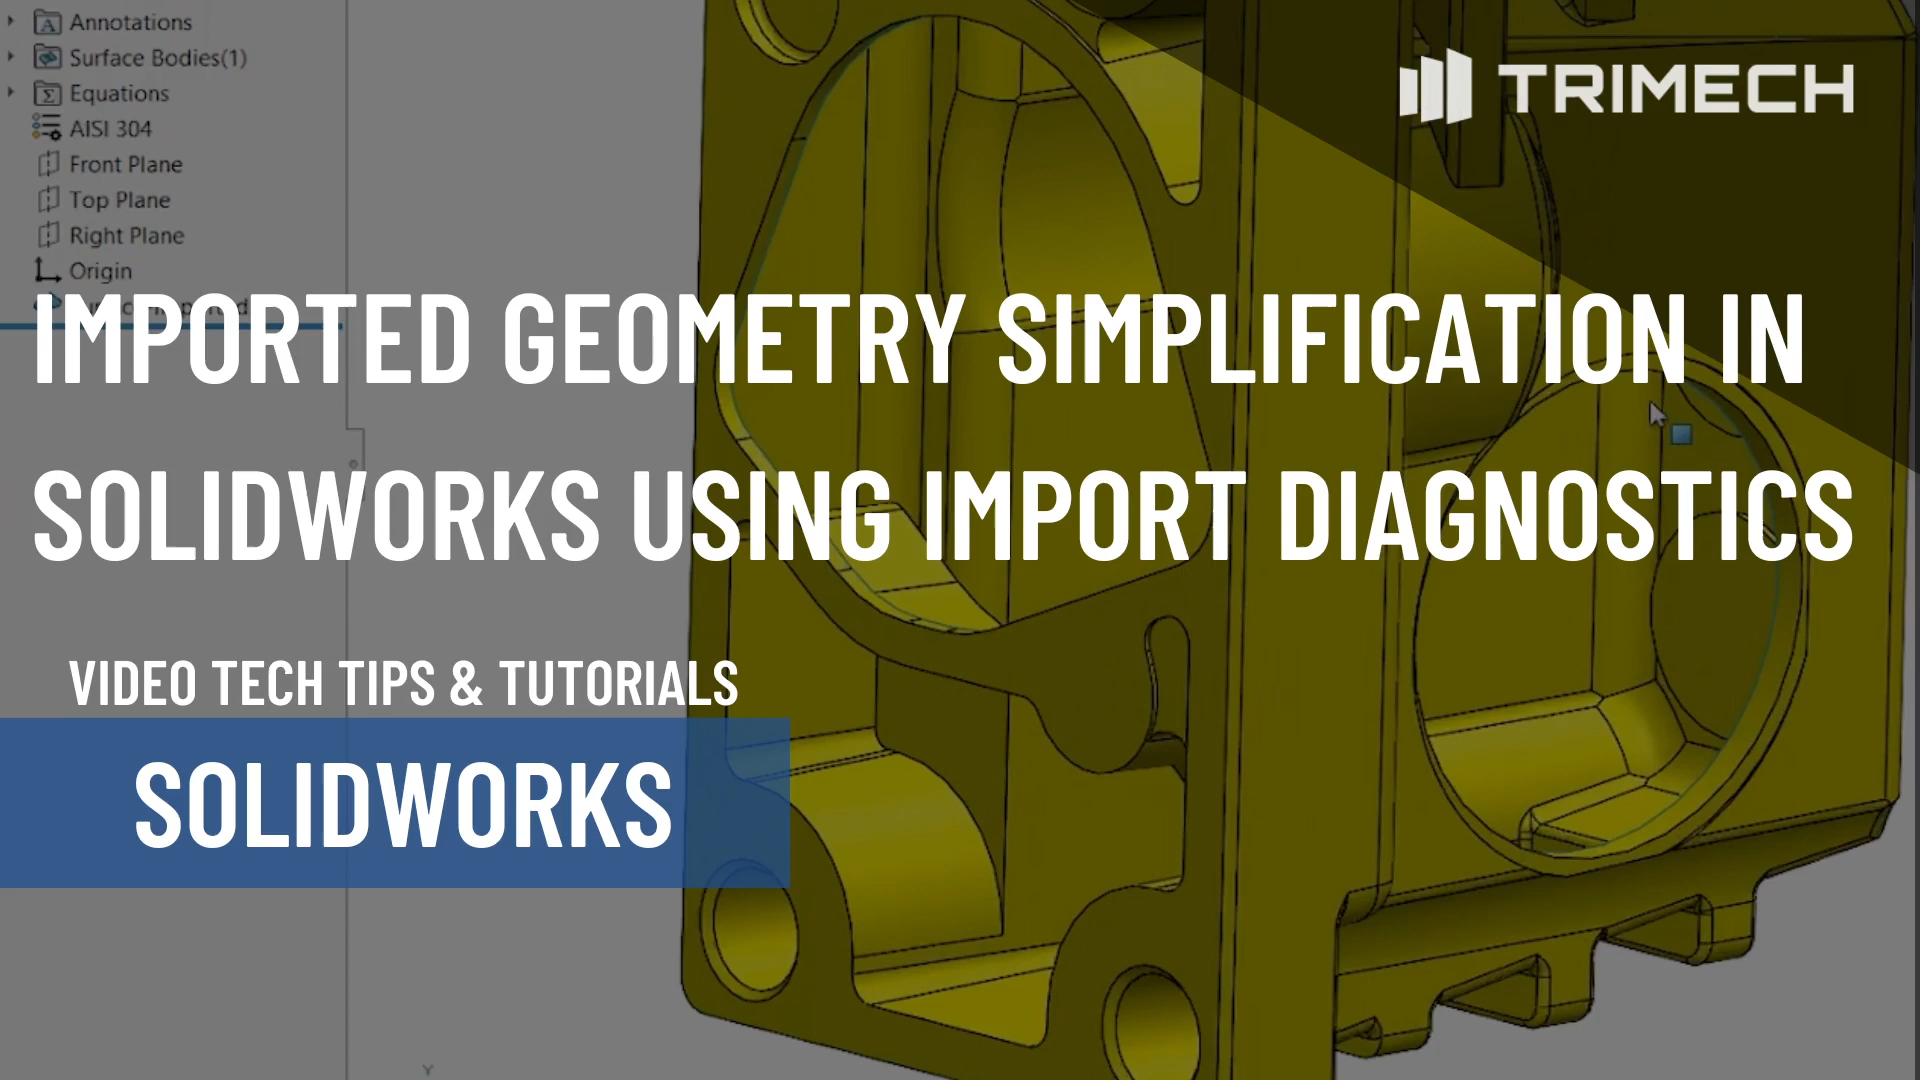 Annotations
Surface Bodies(1)
Equations
AISI 304
Front Plane
Top Plane
Right Plane
Origin
TRIMECH
IMPORTED GEOMETRY SIMPLIFICATION IN
SOLIDWORKS USING IMPORT DIAGNOSTICS
VIDEO TECH TIPS & TUTORIALS
SOLIDWORKS
Y